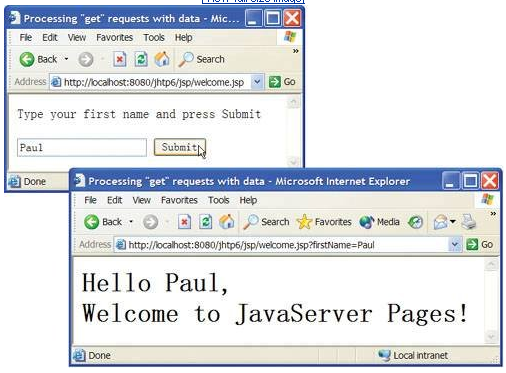 Processing "get" requests with data - Mic...
File Edit View Favorites Tools Help
Back Search »
Address http://localhost:8080/jhtp6/jsp/welcome.jsp Go
Type your first name and press Submit
Paul Submit
Done
Processing "get" requests with data - Microsoft Internet Explorer
File Edit View Favorites Tools Help
Back Search Favorites Media »
Address http://localhost:8080/jhtp6/jsp/welcome.jsp?firstName=Paul Go
Hello Paul,
Welcome to JavaServer Pages!
Done Local intranet